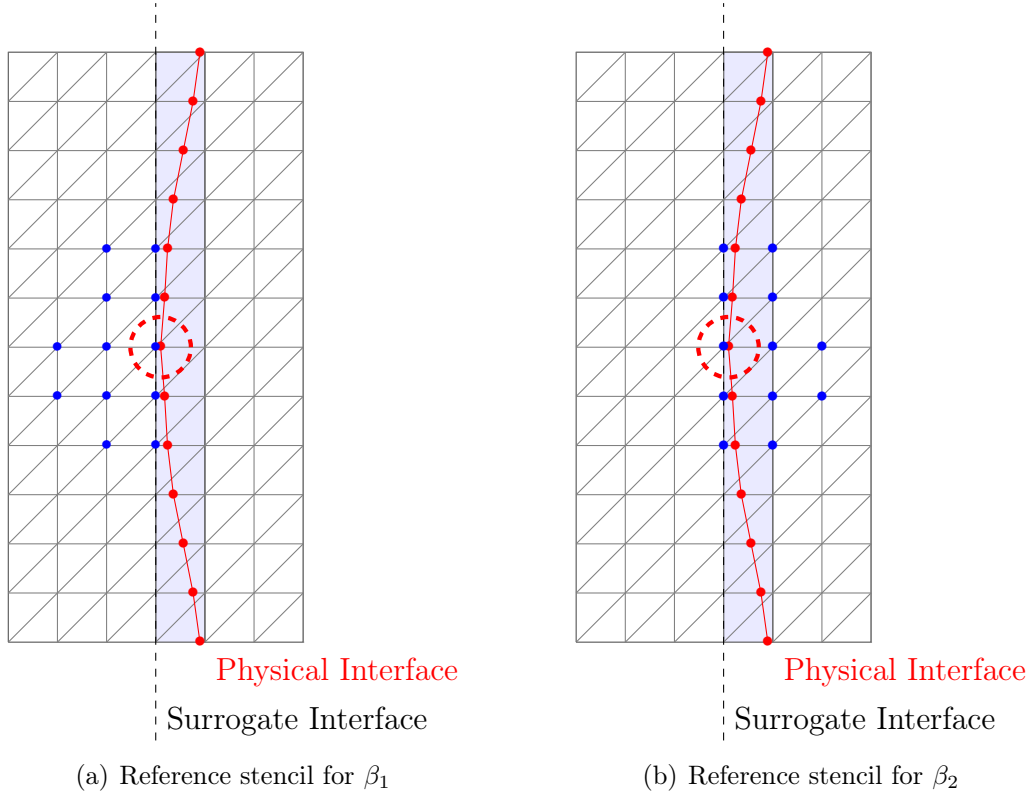 Physical Interface
Physical Interface
Surrogate Interface
Surrogate Interface
(a) Reference stencil for β₁
(b) Reference stencil for β₂